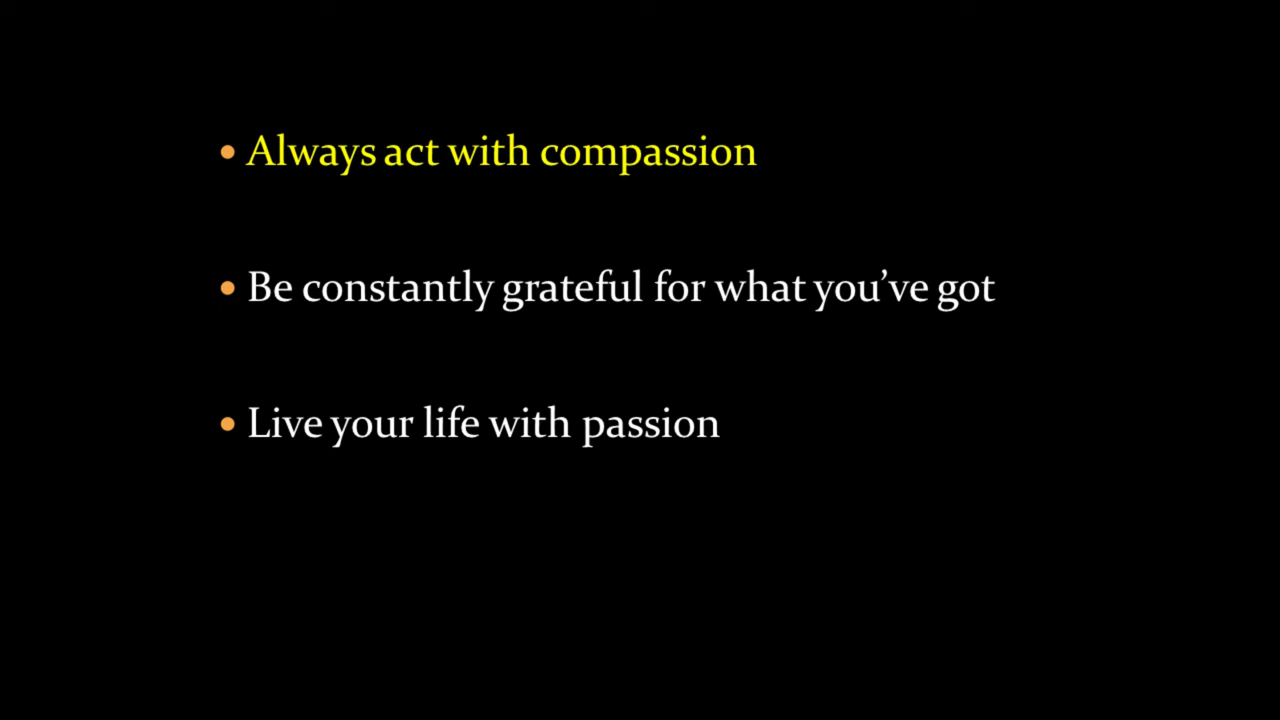 • Always act with compassion
• Be constantly grateful for what you’ve got
• Live your life with passion